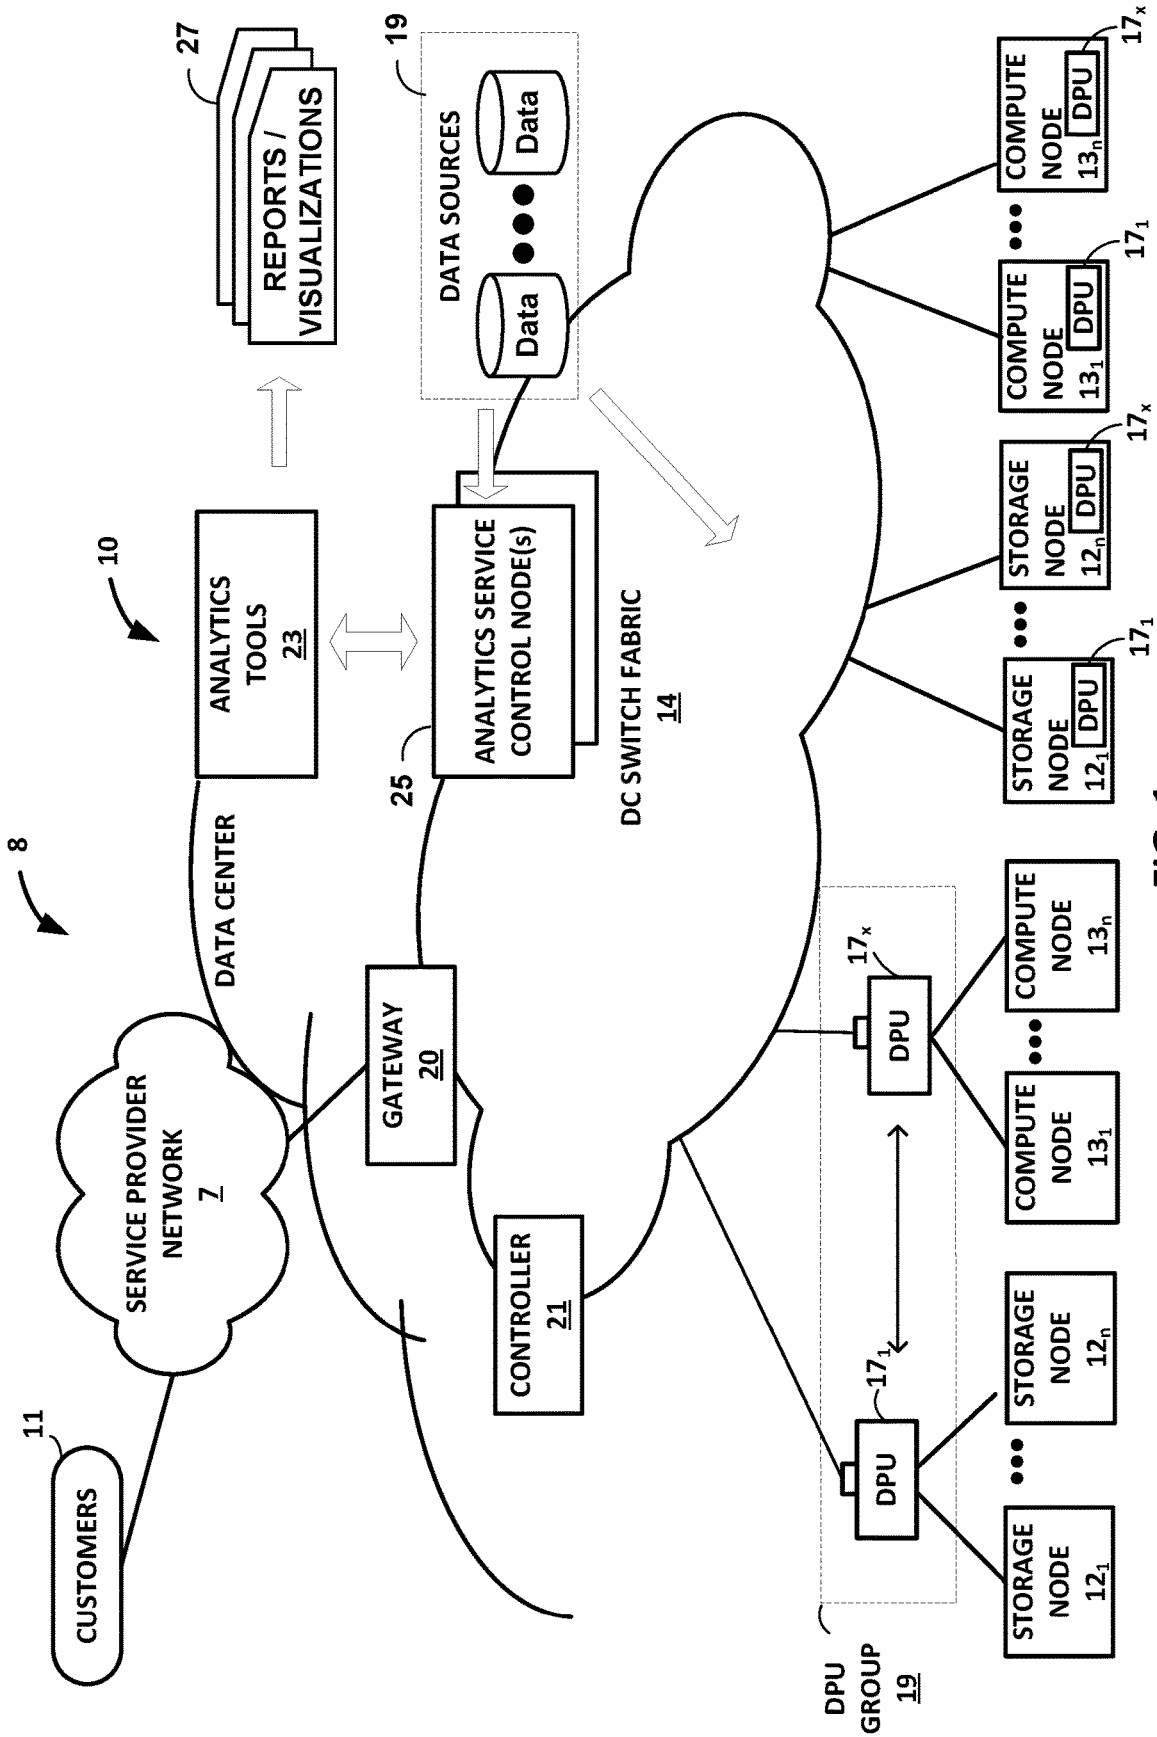 8
10
CUSTOMERS
11
SERVICE PROVIDER
NETWORK
7
DATA CENTER
ANALYTICS
TOOLS
23
REPORTS /
VISUALIZATIONS
27
GATEWAY
20
25
ANALYTICS SERVICE
CONTROL NODE(s)
DATA SOURCES
19
Data
Data
CONTROLLER
21
DC SWITCH FABRIC
14
DPU
GROUP
19
DPU
17₁
DPU
17ₓ
STORAGE
NODE
12₁
STORAGE
NODE
12ₙ
COMPUTE
NODE
13₁
COMPUTE
NODE
13ₙ
STORAGE
NODE
12₁
DPU
17₁
STORAGE
NODE
12ₙ
DPU
17ₓ
COMPUTE
NODE
13₁
DPU
17₁
COMPUTE
NODE
13ₙ
DPU
17ₓ